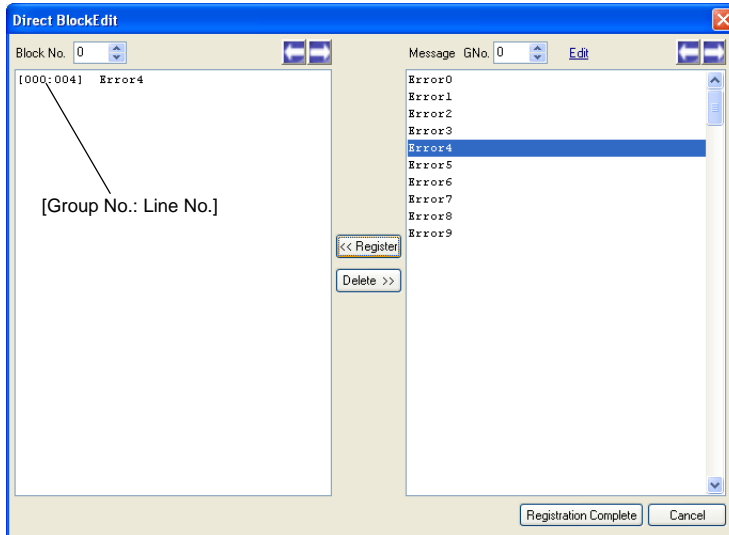 Direct BlockEdit
Block No. 0
Message GNo. 0 Edit
[000:004] Error4
[Group No.: Line No.]
<< Register
Delete >>
Error0
Error1
Error2
Error3
Error4
Error5
Error6
Error7
Error8
Error9
Registration Complete
Cancel